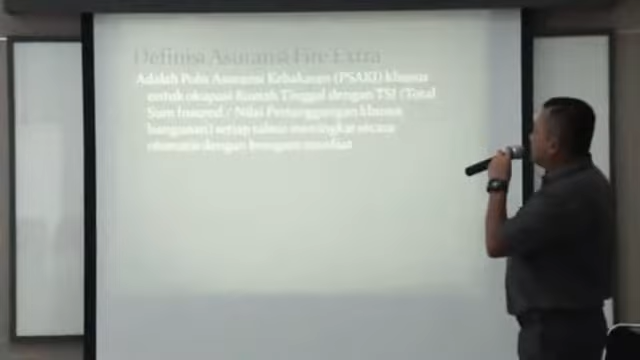 Definisi Asuransi Fire Extra
Adalah Polis Asuransi Kebakaran (PSAKI) khusus
untuk okupasi Rumah Tinggal dengan TSI (Total
Sum Insured / Nilai Pertanggungan khusus
bangunan) setiap tahun meningkat secara
otomatis dengan beragam manfaat